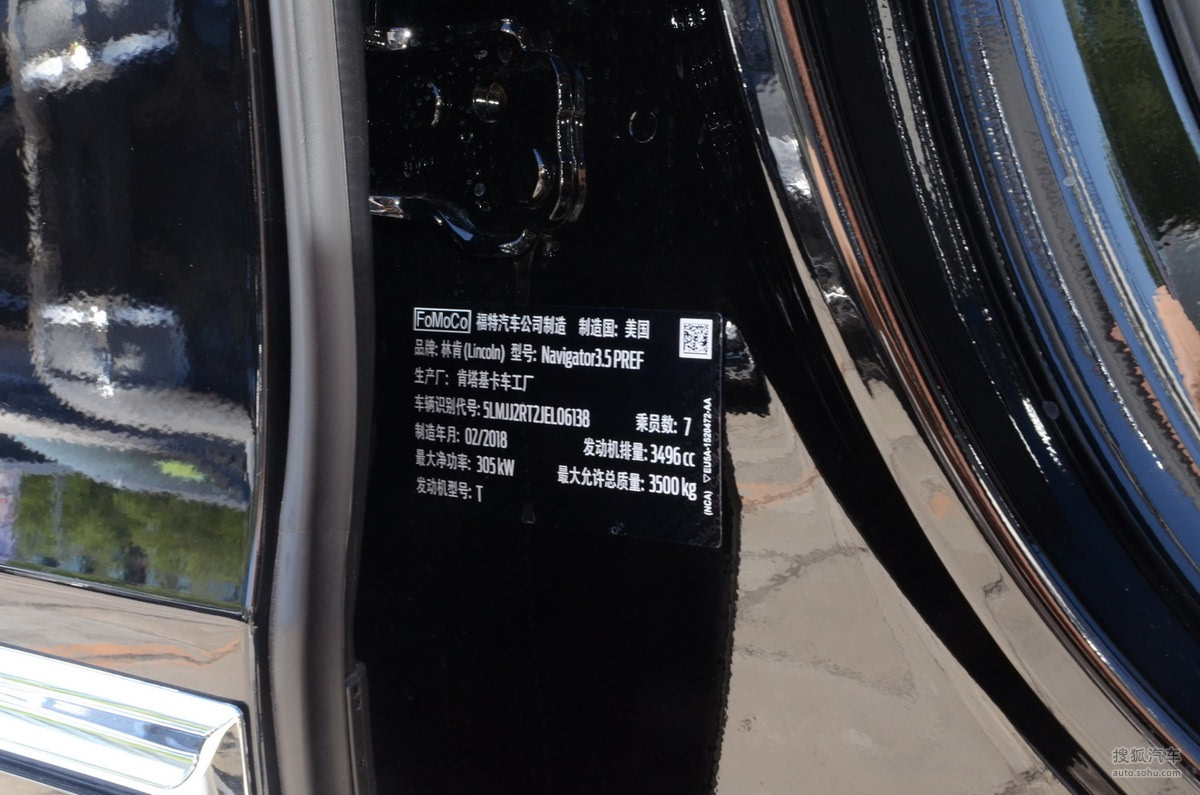 FoMoCo 福特汽车公司制造 制造国: 美国
品牌: 林肯 (Lincoln) 型号: Navigator3.5 PREF
生产厂: 肯塔基卡车工厂
车辆识别代号: 5LMJJ2RT2JEL06138 乘员数: 7
制造年月: 02/2018 发动机排量: 3496 cc
最大净功率: 305 kW 最大允许总质量: 3500 kg
发动机型号: T
(NCA) ▽EU5A-1520472-AA
搜狐汽车
auto.sohu.com